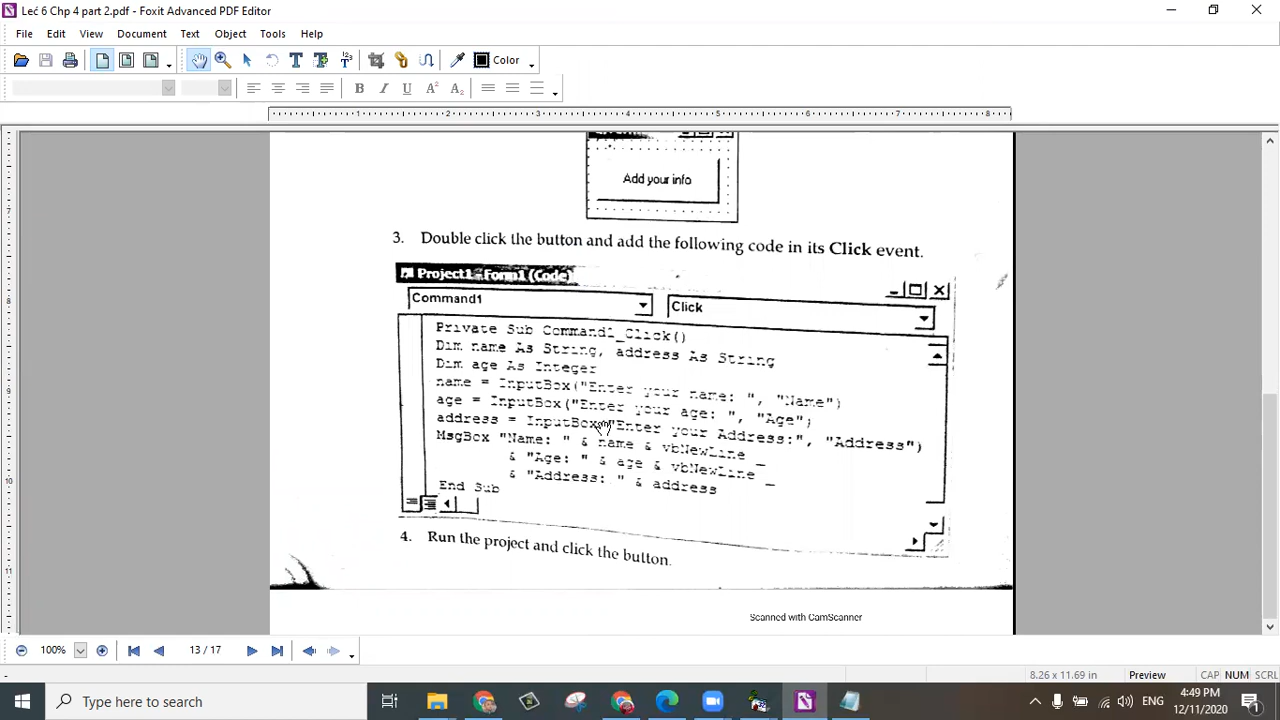 Lec 6 Chp 4 part 2.pdf - Foxit Advanced PDF Editor
File Edit View Document Text Object Tools Help
Color
Add your info
3. Double click the button and add the following code in its Click event.
Project1 - Form1 (Code)
Command1 Click
Private Sub Command1_Click()
Dim name As String, address As String
Dim age As Integer
name = InputBox("Enter your name: ", "Name")
age = InputBox("Enter your age: ", "Age")
address = InputBox("Enter your Address:", "Address")
MsgBox "Name: " & name & vbNewLine _
& "Age: " & age & vbNewLine _
& "Address: " & address
End Sub
4. Run the project and click the button.
Scanned with CamScanner
100% 13 / 17
8.26 x 11.69 in Preview CAP NUM SCRL
Type here to search
ENG
4:49 PM
12/11/2020